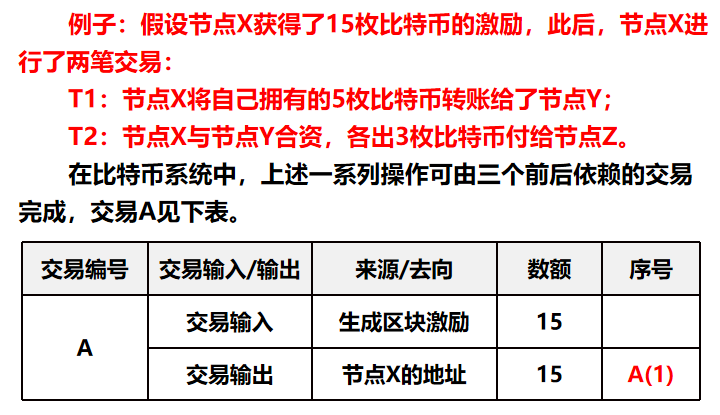 例子：假设节点X获得了15枚比特币的激励，此后，节点X进
行了两笔交易：
T1：节点X将自己拥有的5枚比特币转账给了节点Y；
T2：节点X与节点Y合资，各出3枚比特币付给节点Z。
在比特币系统中，上述一系列操作可由三个前后依赖的交易
完成，交易A见下表。
交易编号 交易输入/输出 来源/去向 数额 序号
A
交易输入 生成区块激励 15
交易输出 节点X的地址 15 A(1)